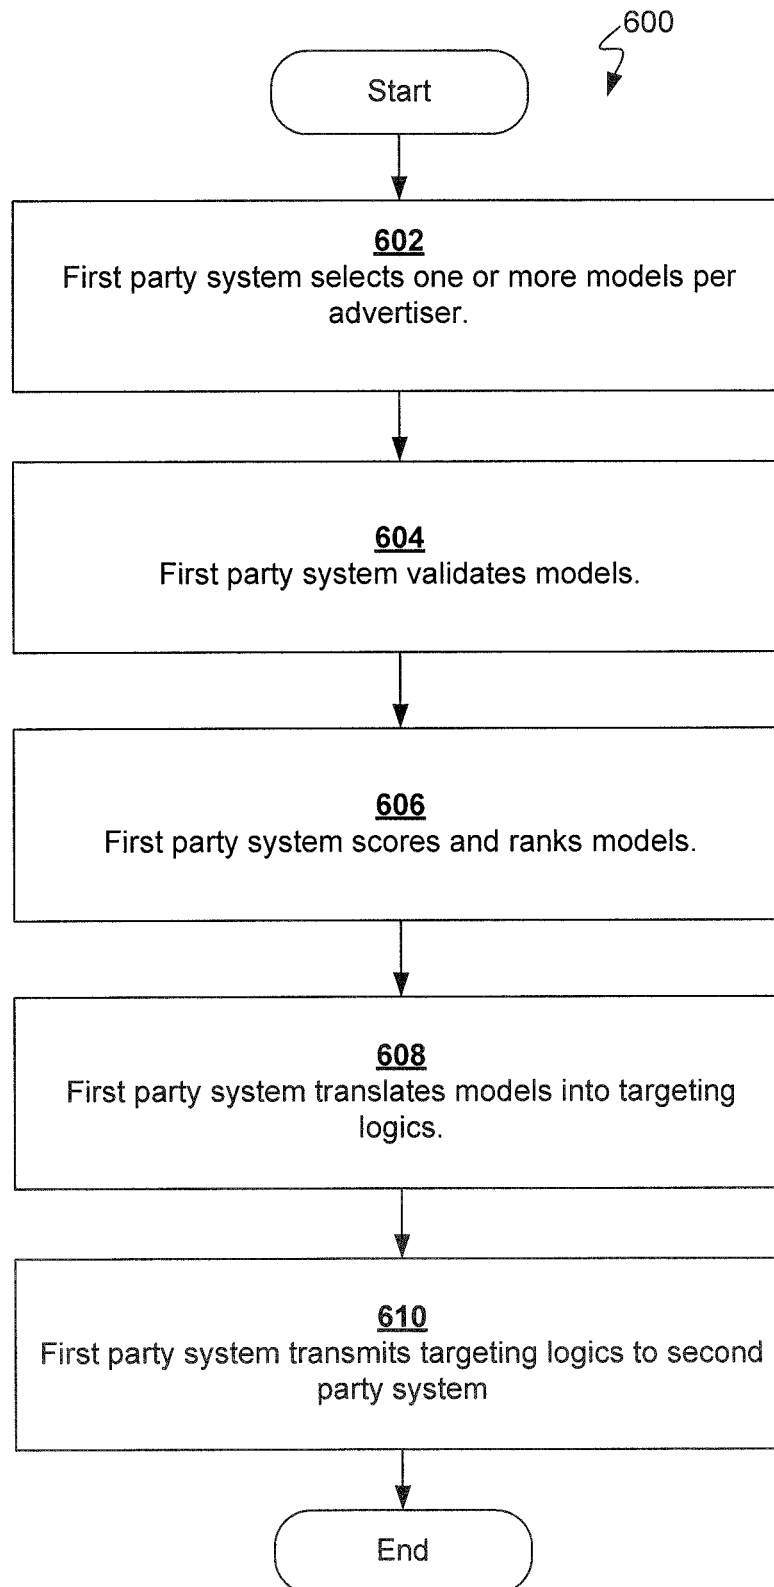 600
Start
602
First party system selects one or more models per
advertiser.
604
First party system validates models.
606
First party system scores and ranks models.
608
First party system translates models into targeting
logics.
610
First party system transmits targeting logics to second
party system
End